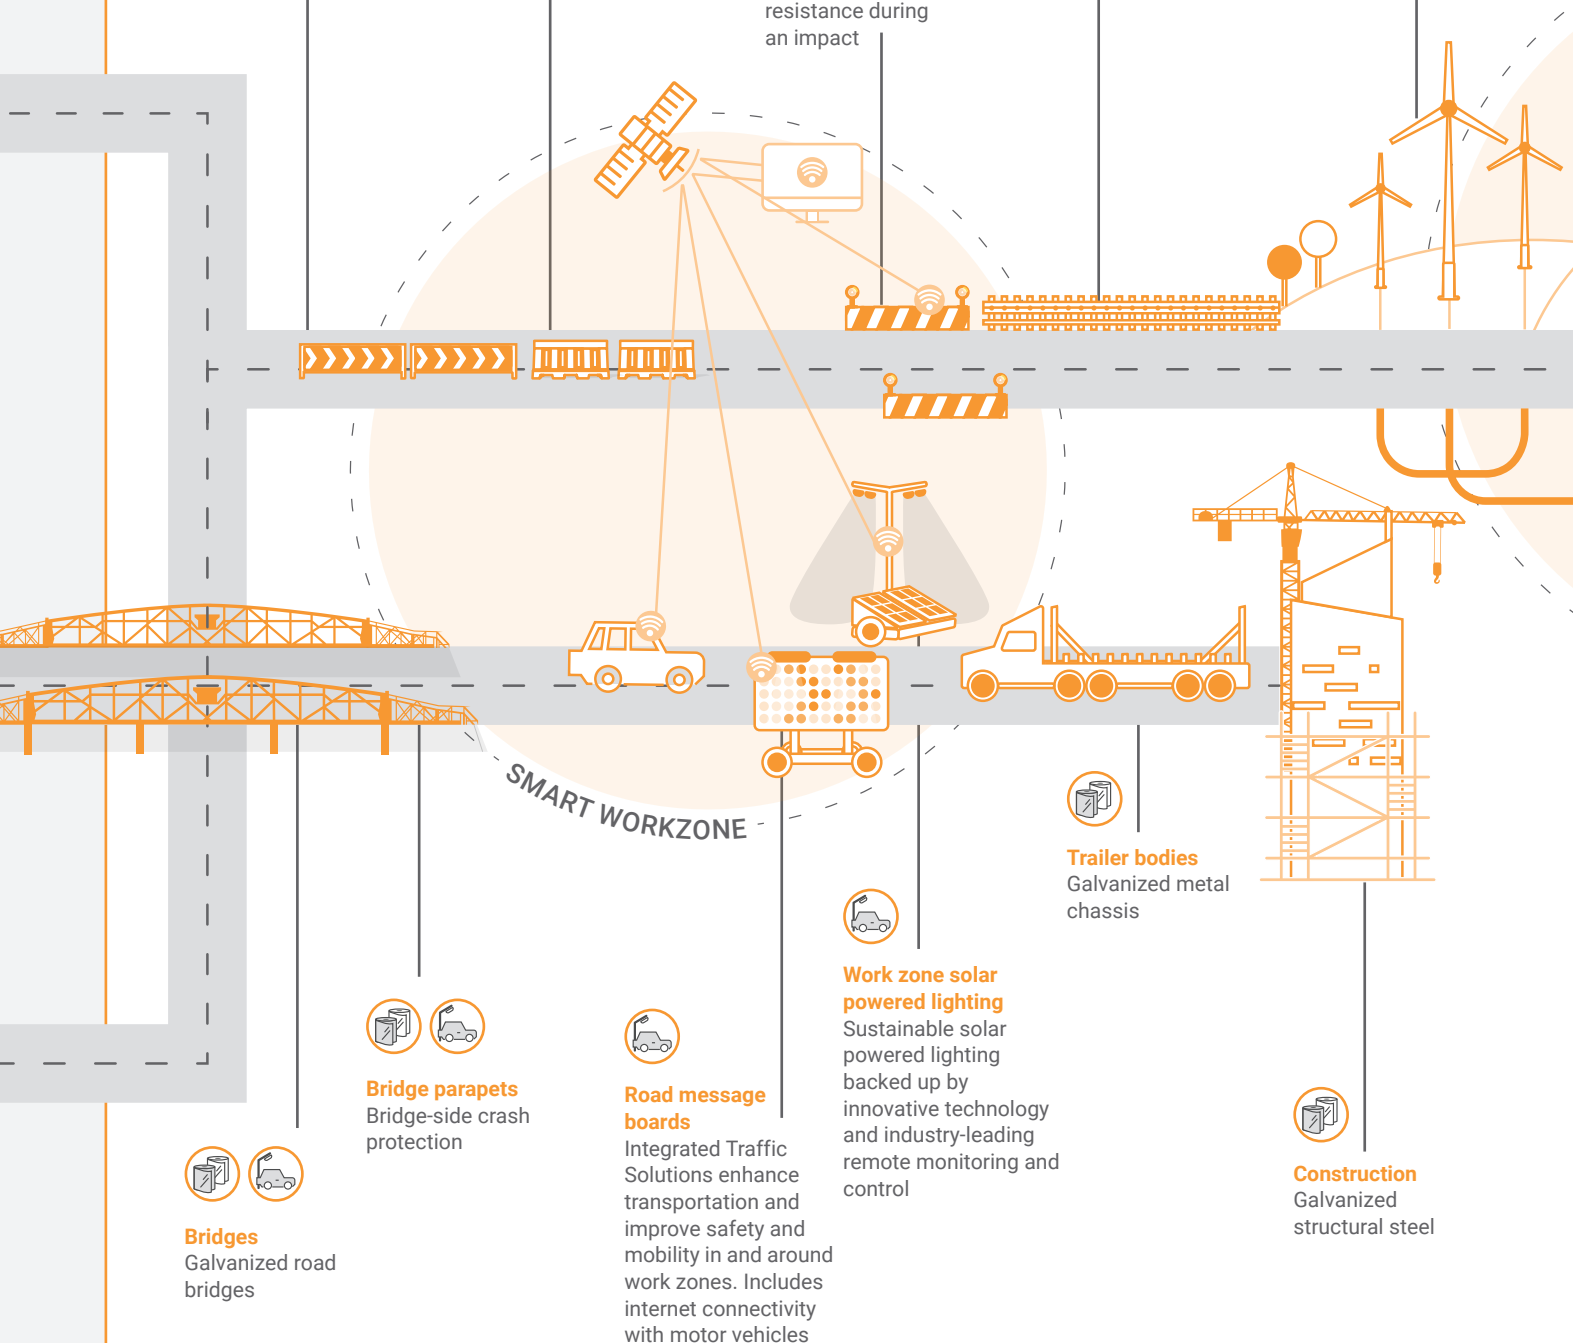 resistance during
an impact
SMART WORKZONE
Trailer bodies
Galvanized metal
chassis
Work zone solar
powered lighting
Sustainable solar
powered lighting
backed up by
innovative technology
and industry-leading
remote monitoring and
control
Bridge parapets
Bridge-side crash
protection
Road message
boards
Integrated Traffic
Solutions enhance
transportation and
improve safety and
mobility in and around
work zones. Includes
internet connectivity
with motor vehicles
Construction
Galvanized
structural steel
Bridges
Galvanized road
bridges